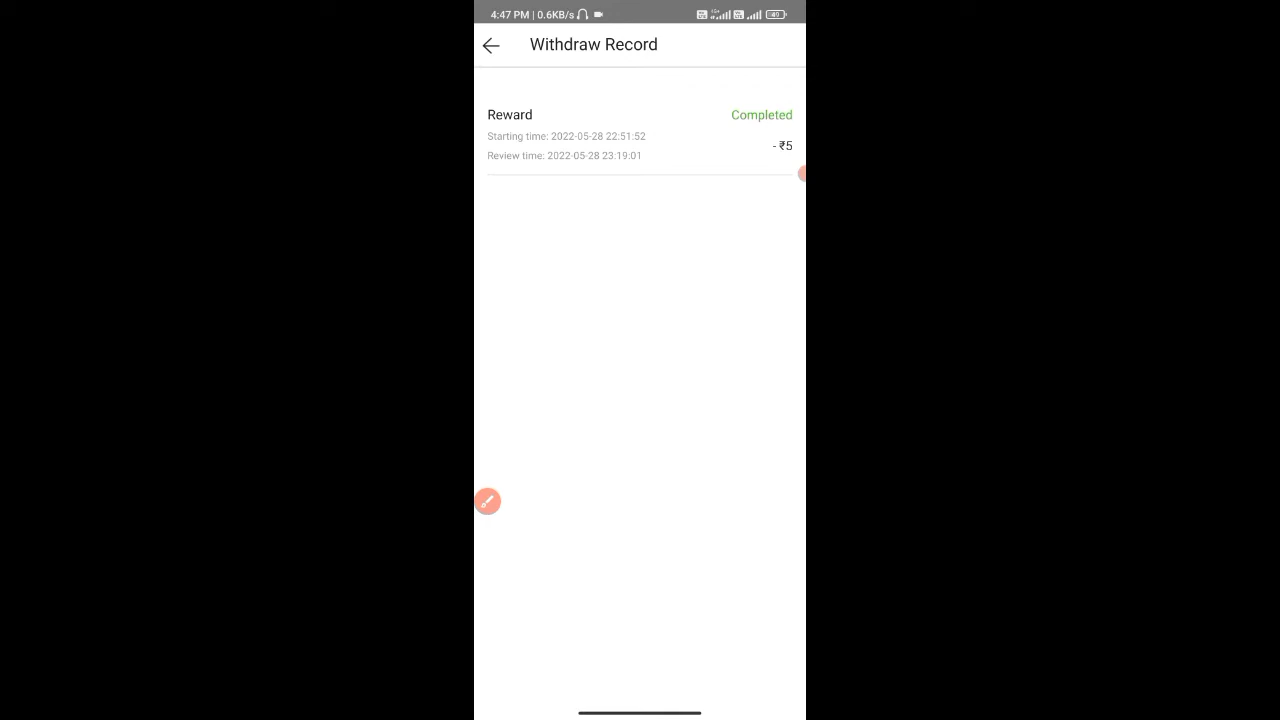 4:47 PM | 0.6KB/s
49
Withdraw Record
Reward
Completed
Starting time: 2022-05-28 22:51:52
- ₹5
Review time: 2022-05-28 23:19:01